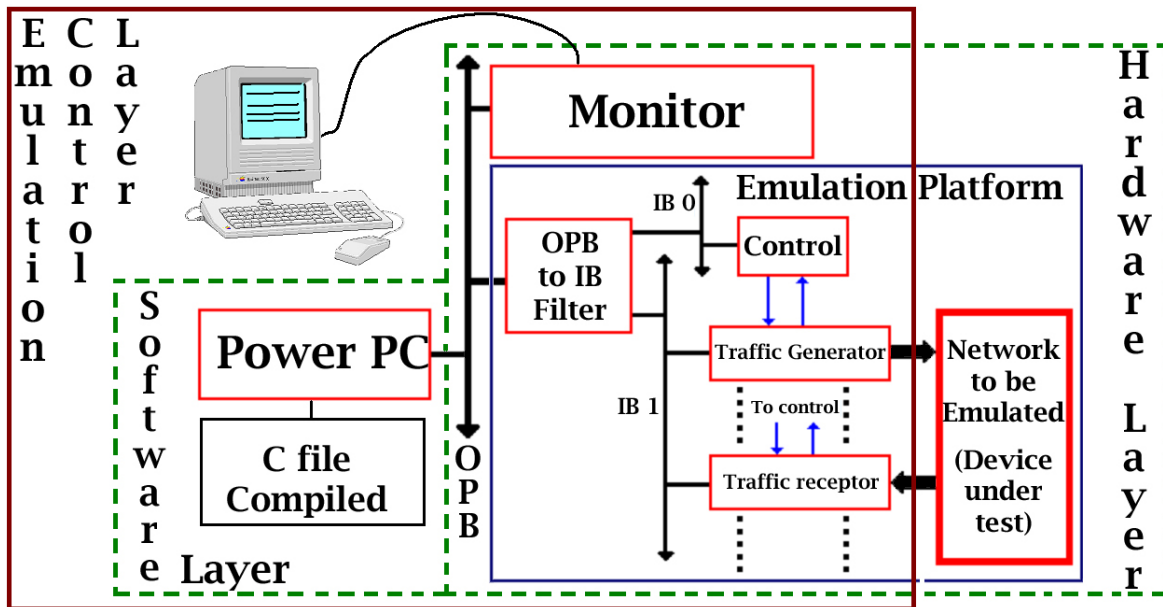 Emulation
Control
Layer
Monitor
Hardware Layer
Emulation Platform
IB 0
OPB
to IB
Filter
Control
Software
Layer
Power PC
C file
Compiled
OPB
IB 1
Traffic Generator
To control
Traffic receptor
Network
to be
Emulated
(Device
under
test)